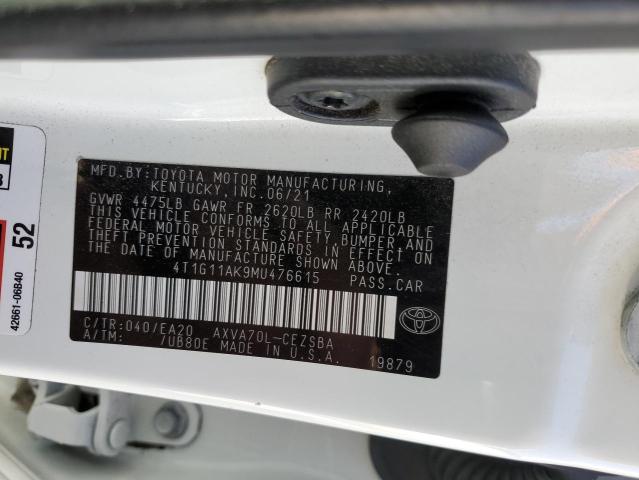 MFD.BY:TOYOTA MOTOR MANUFACTURING,
KENTUCKY, INC. 06/21
GVWR 4475LB GAWR FR 2620LB RR 2420LB
THIS VEHICLE CONFORMS TO ALL APPLICABLE
FEDERAL MOTOR VEHICLE SAFETY, BUMPER, AND
THEFT PREVENTION STANDARDS IN EFFECT ON
THE DATE OF MANUFACTURE SHOWN ABOVE.
4T1G11AK9MU476615 PASS.CAR
C/TR:040/EA20 AXVA70L-CEZSBA
A/TM: /UB80E MADE IN U.S.A.
19879
TOYOTA
52
42661-06B40